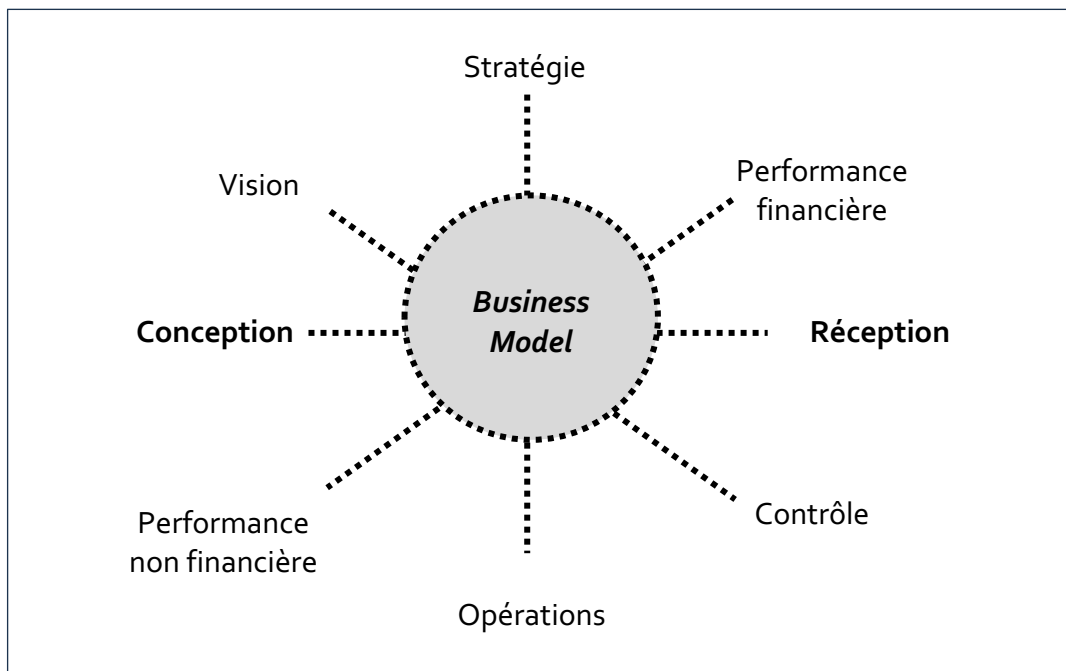 Stratégie
Vision
Performance
financière
Business
Model
Conception
Réception
Performance
non financière
Contrôle
Opérations